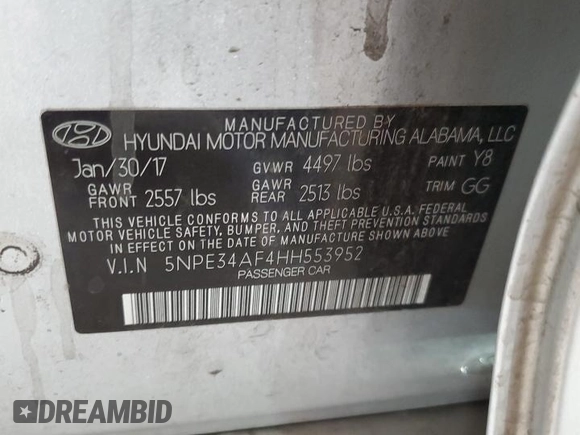 MANUFACTURED BY
HYUNDAI MOTOR MANUFACTURING ALABAMA, LLC
Jan/30/17 GVWR 4497 lbs PAINT Y8
GAWR FRONT 2557 lbs GAWR REAR 2513 lbs TRIM GG
THIS VEHICLE CONFORMS TO ALL APPLICABLE U.S.A. FEDERAL
MOTOR VEHICLE SAFETY, BUMPER, AND THEFT PREVENTION STANDARDS
IN EFFECT ON THE DATE OF MANUFACTURE SHOWN ABOVE.
V.I.N 5NPE34AF4HH553952
PASSENGER CAR
DREAMBID